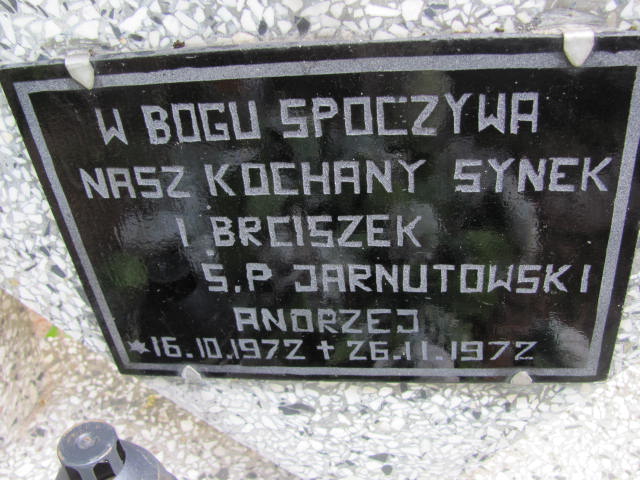 W BOGU SPOCZYWA
NASZ KOCHANY SYNEK
I BRCISZEK
Ś.P JARNUTOWSKI
ANDRZEJ
*16.10.1972 + 26.11.1972